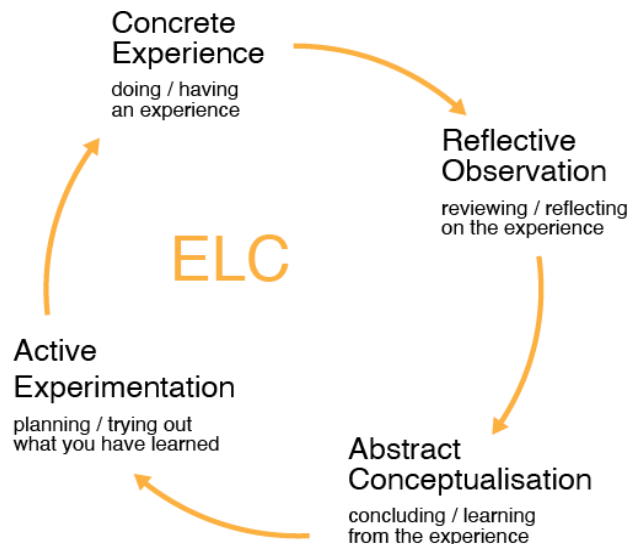 Concrete
Experience
doing / having
an experience
Reflective
Observation
reviewing / reflecting
on the experience
ELC
Active
Experimentation
planning / trying out
what you have learned
Abstract
Conceptualisation
concluding / learning
from the experience